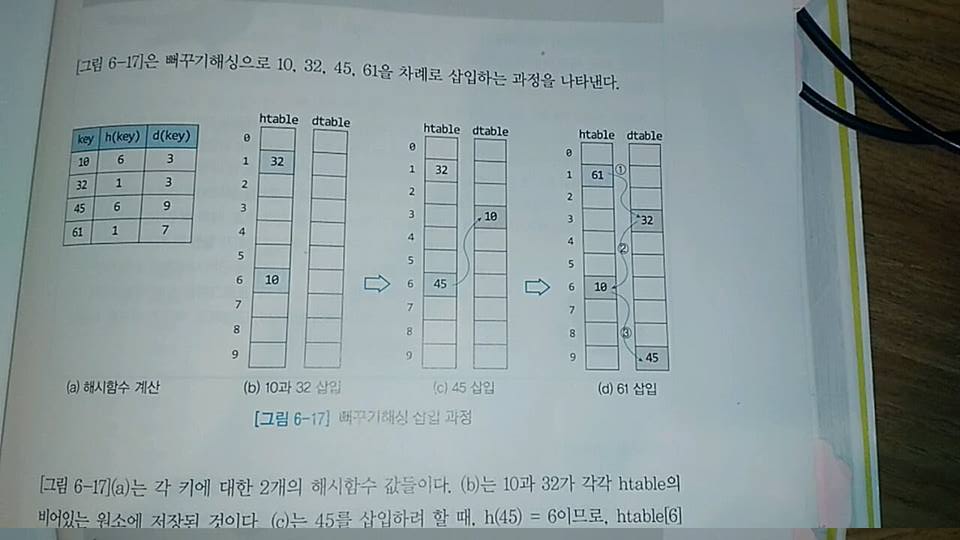 [그림 6-17]은 뻐꾸기해싱으로 10, 32, 45, 61을 차례로 삽입하는 과정을 나타낸다.
key h(key) d(key)
10 6 3
32 1 3
45 6 9
61 1 7
htable dtable
0
1 32
2
3
4
5
6 10
7
8
9
htable dtable
0
1 32
2
3 10
4
5
6 45
7
8
9
htable dtable
0
1 61 ①
2
3 32
4 ②
5
6 10
7
8 ③
9 45
(a) 해시함수 계산
(b) 10과 32 삽입
(c) 45 삽입
(d) 61 삽입
[그림 6-17] 뻐꾸기해싱 삽입 과정
[그림 6-17](a)는 각 키에 대한 2개의 해시함수 값들이다. (b)는 10과 32가 각각 htable의
비어있는 원소에 저장된 것이다. (c)는 45를 삽입하려 할 때, h(45) = 6이므로, htable[6]